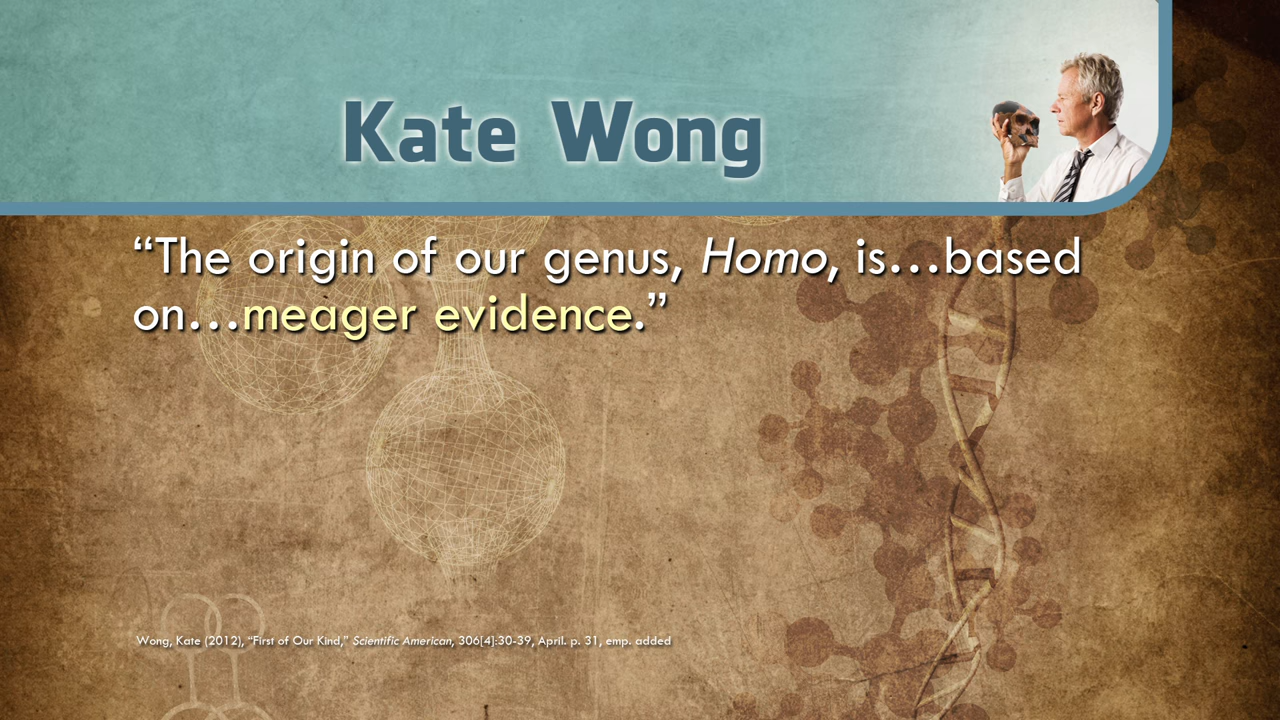 Kate Wong
“The origin of our genus, Homo, is…based
on…meager evidence.”
Wong, Kate (2012), “First of Our Kind,” Scientific American, 306[4]:30-39, April. p. 31, emp. added